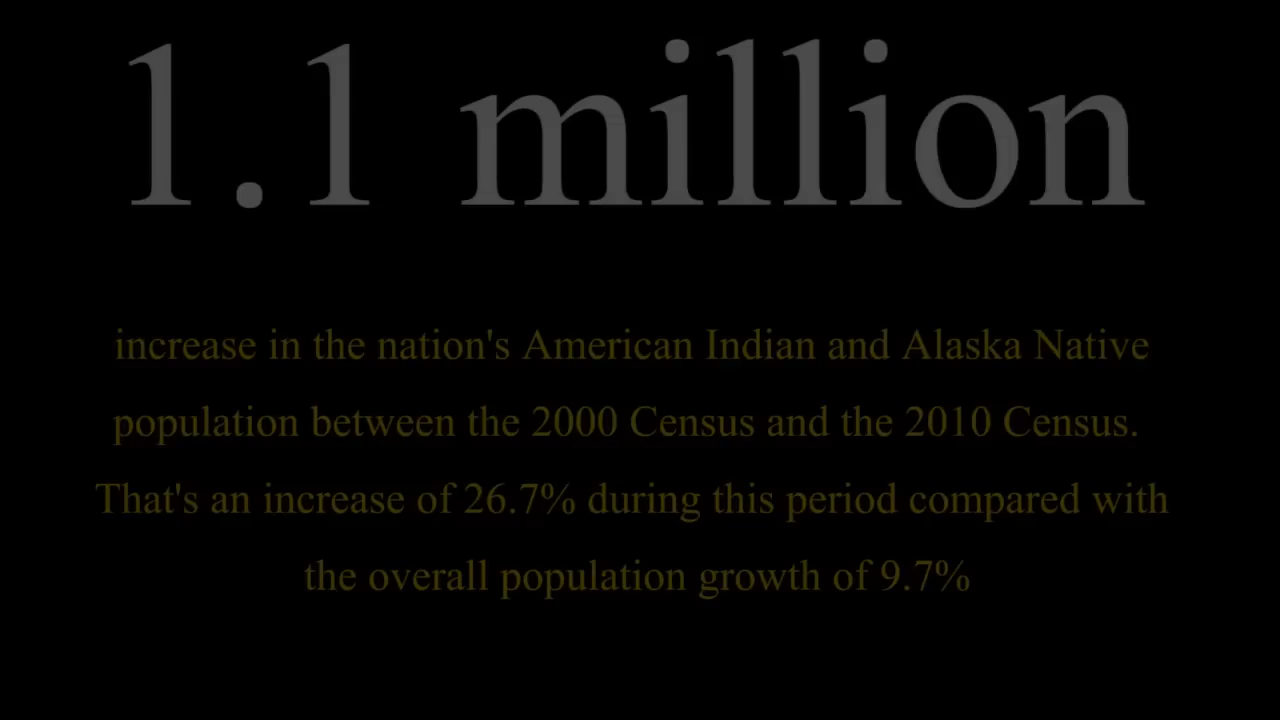 1.1 million
increase in the nation's American Indian and Alaska Native
population between the 2000 Census and the 2010 Census.
That's an increase of 26.7% during this period compared with
the overall population growth of 9.7%